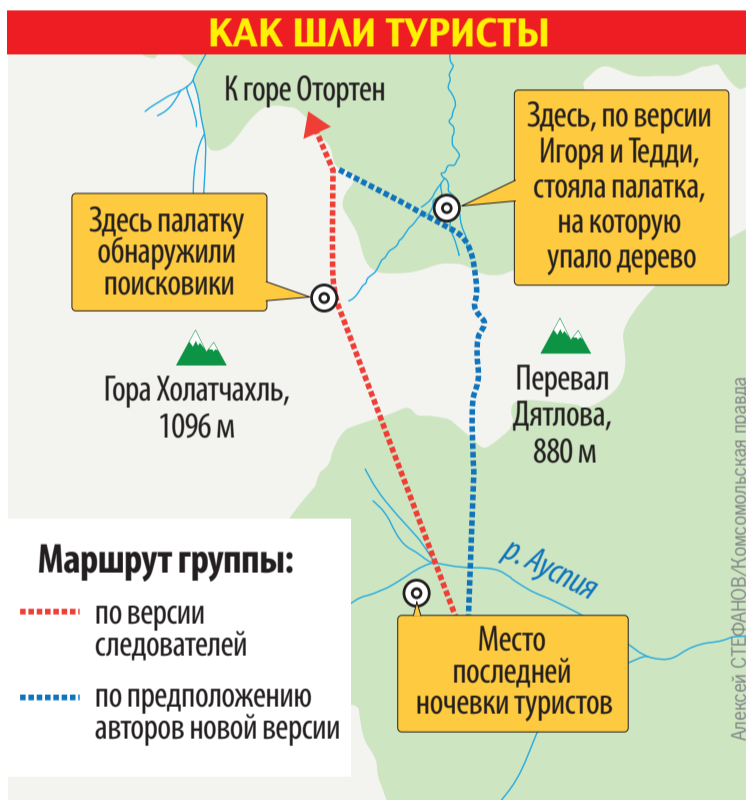 КАК ШЛИ ТУРИСТЫ
К горе Отортен
Здесь, по версии
Игоря и Тедди,
стояла палатка,
на которую
упало дерево
Здесь палатку
обнаружили
поисковики
Гора Холатчахль,
1096 м
Перевал
Дятлова,
880 м
Маршрут группы:
по версии
следователей
по предположению
авторов новой версии
р. Ауспия
Место
последней
ночевки туристов
Алексей СТЕФАНОВ/Комсомольская правда